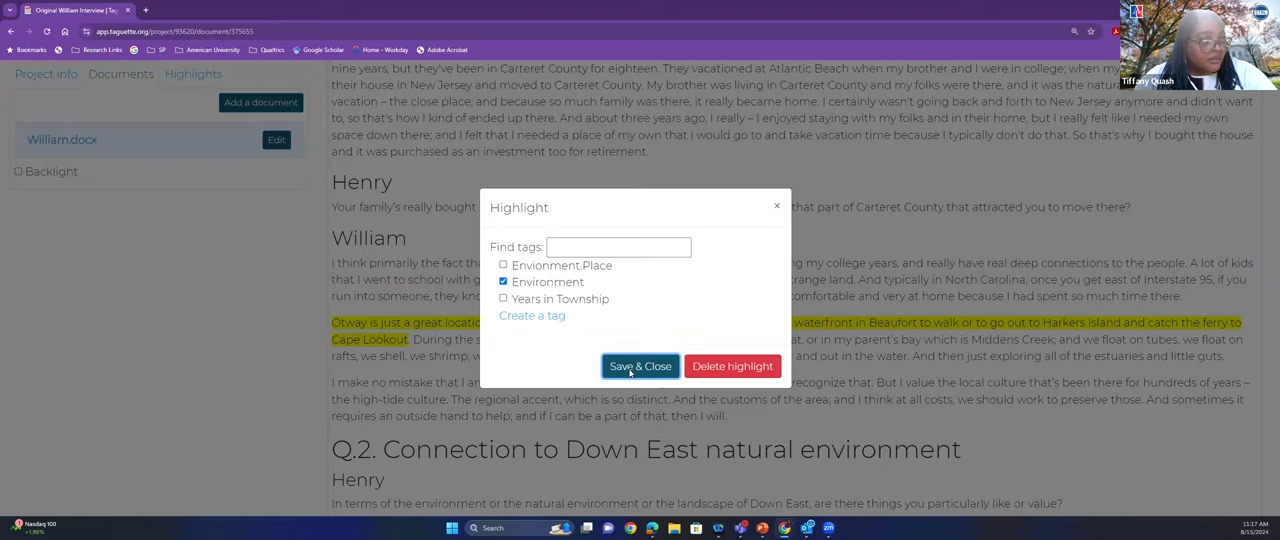 Original William Interview | Tag
app.taguette.org/project/93620/document/375655
Bookmarks
Research Links
SP
American University
Qualtrics
Google Scholar
Home - Workday
Adobe Acrobat
Tiffany Quash
Project info
Documents
Highlights
Add a document
William.docx
Edit
Backlight
nine years, but they've been in Carteret County for eighteen. They vacationed at Atlantic Beach when my brother and I were in college; when my
their house in New Jersey and moved to Carteret County. My brother was living in Carteret County and my folks were there, and it was the natural
vacation – the close place; and because so much family was there, it really became home. I certainly wasn't going back and forth to New Jersey anymore and didn't want
to, so that's how I kind of ended up there. And about three years ago, I really – I enjoyed staying with my folks and in their home, but I really felt like I needed my own
space down there; and I felt that I needed a place of my own that I would go to and take vacation time because I typically don't do that. So that's why I bought the house
and it was purchased as an investment too for retirement.
Henry
Your family's really bought
that part of Carteret County that attracted you to move there?
William
I think primarily the fact tha
ng my college years, and really have real deep connections to the people. A lot of kids
that I went to school with g
trange land. And typically in North Carolina, once you get east of Interstate 95, if you
run into someone, they kno
omfortable and very at home because I had spent so much time there.
Otway is just a great locatio
waterfront in Beaufort to walk or to go out to Harkers Island and catch the ferry to
Cape Lookout. During the s
at, or in my parent's bay which is Middens Creek; and we float on tubes, we float on
rafts, we shell, we shrimp, w
and out in the water. And then just exploring all of the estuaries and little guts.
I make no mistake that I an
recognize that. But I value the local culture that's been there for hundreds of years –
the high-tide culture. The regional accent, which is so distinct. And the customs of the area; and I think at all costs, we should work to preserve those. And sometimes it
requires an outside hand to help; and if I can be a part of that, then I will.
Q.2. Connection to Down East natural environment
Henry
In terms of the environment or the natural environment or the landscape of Down East, are there things you particularly like or value?
Highlight
×
Find tags:
Envionment.Place
Environment
Years in Township
Create a tag
Save & Close
Delete highlight
Nasdaq 100
+1.99%
Search
11:17 AM
8/13/2024